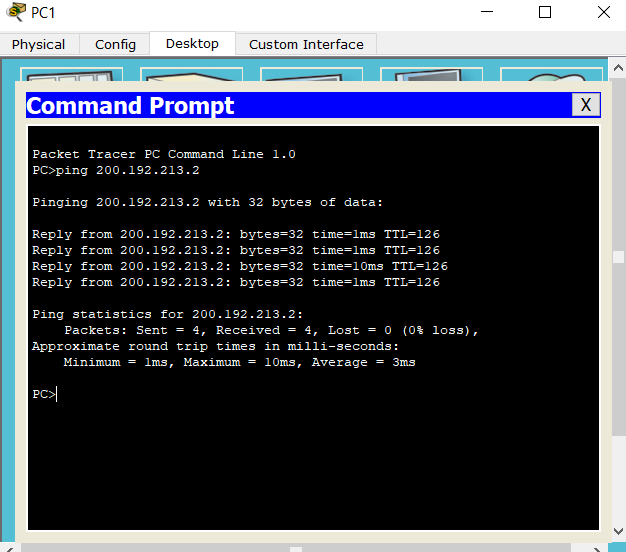 PC1
Physical Config Desktop Custom Interface
Command Prompt X
Packet Tracer PC Command Line 1.0
PC>ping 200.192.213.2
Pinging 200.192.213.2 with 32 bytes of data:
Reply from 200.192.213.2: bytes=32 time=1ms TTL=126
Reply from 200.192.213.2: bytes=32 time=1ms TTL=126
Reply from 200.192.213.2: bytes=32 time=10ms TTL=126
Reply from 200.192.213.2: bytes=32 time=1ms TTL=126
Ping statistics for 200.192.213.2:
Packets: Sent = 4, Received = 4, Lost = 0 (0% loss),
Approximate round trip times in milli-seconds:
Minimum = 1ms, Maximum = 10ms, Average = 3ms
PC>